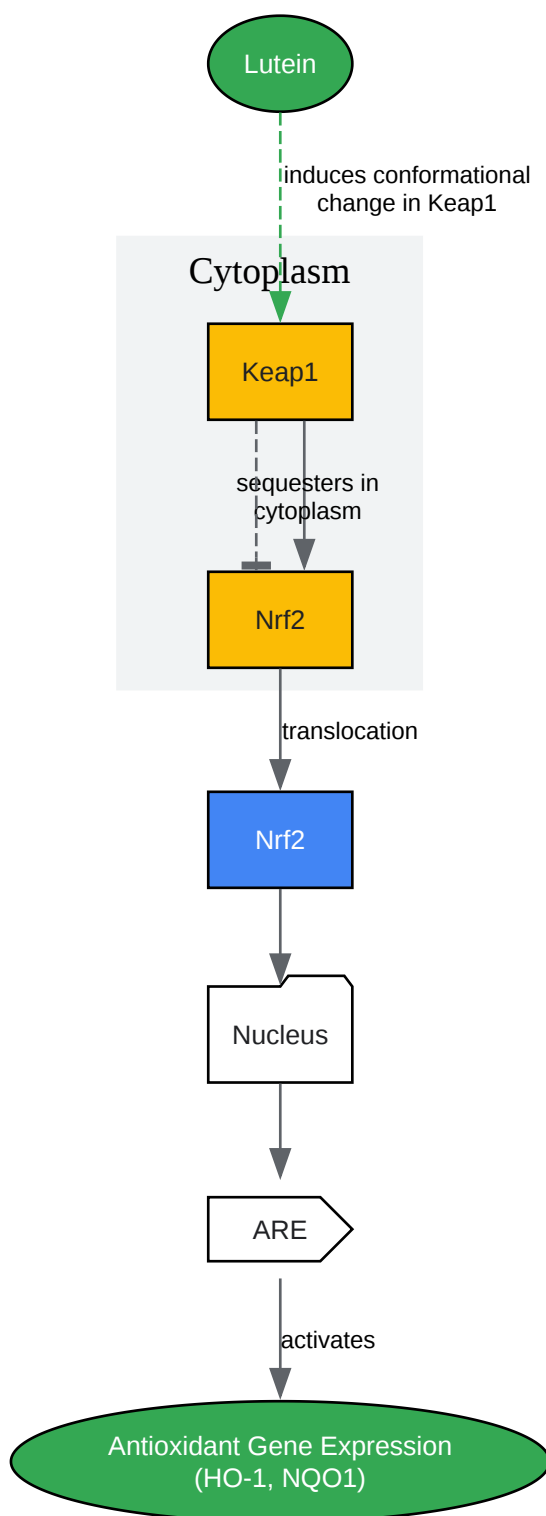 Lutein
induces conformational
change in Keap1
Cytoplasm
Keap1
sequesters in
cytoplasm
Nrf2
translocation
Nrf2
Nucleus
ARE
activates
Antioxidant Gene Expression
(HO-1, NQO1)